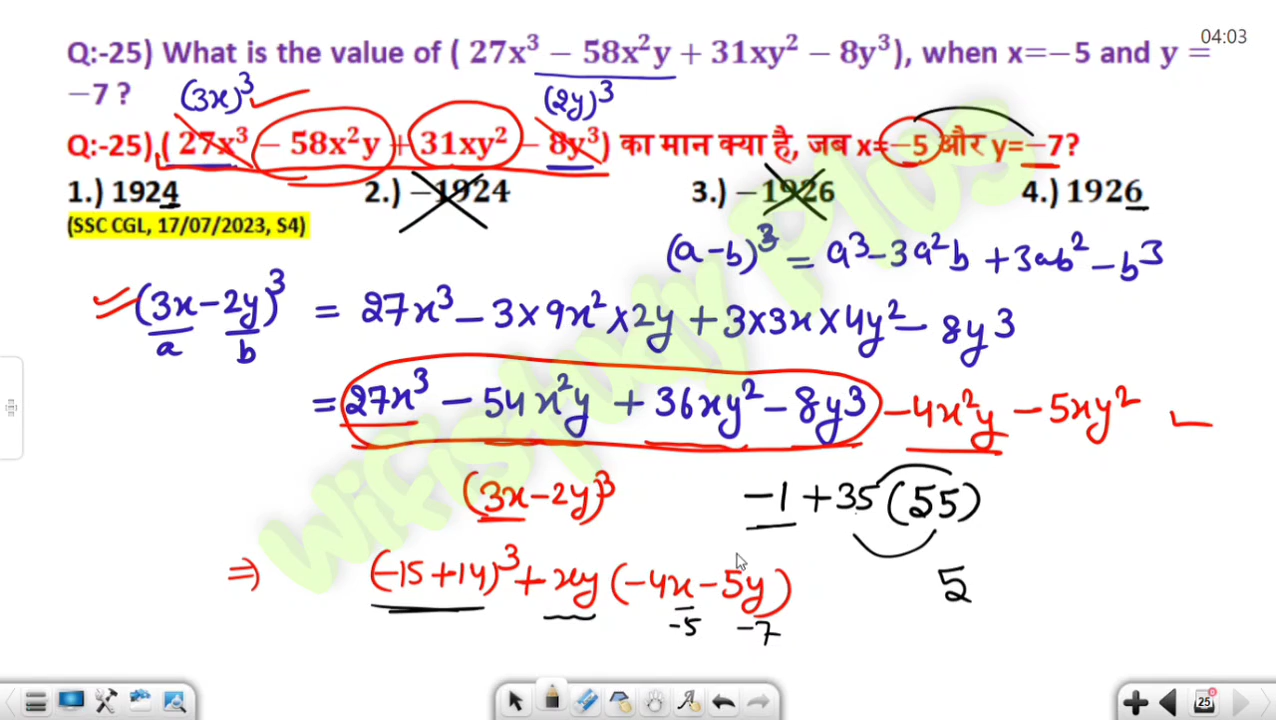 04:03
Q:-25) What is the value of ( 27x³ − 58x²y + 31xy² − 8y³), when x=−5 and y =
−7 ?
(3x)³ (2y)³
Q:-25) ( 27x³ − 58x²y + 31xy² − 8y³) का मान क्या है, जब x=−5 और y=−7?
1.) 1924 2.) −1924 3.) −1926 4.) 1926
(SSC CGL, 17/07/2023, S4)
(a-b)³ = a³-3a²b +3ab² -b³
(3x-2y)³ = 27x³ - 3×9x²×2y + 3×3x×4y² - 8y³
a b
= 27x³ - 54x²y + 36xy² - 8y3 -4x²y -5xy²
(3x-2y)³ -1 +35 (55)
⇒ (-15+14)³ + xy (-4x-5y) 5
-5 -7
Wifistudy Plus
25